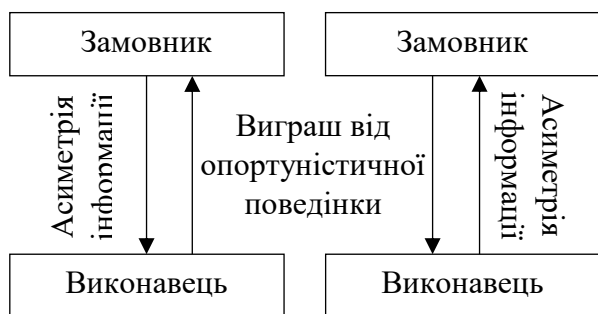 Замовник
Замовник
Асиметрія
інформації
Виграш від
опортуністичної
поведінки
Асиметрія
інформації
Виконавець
Виконавець